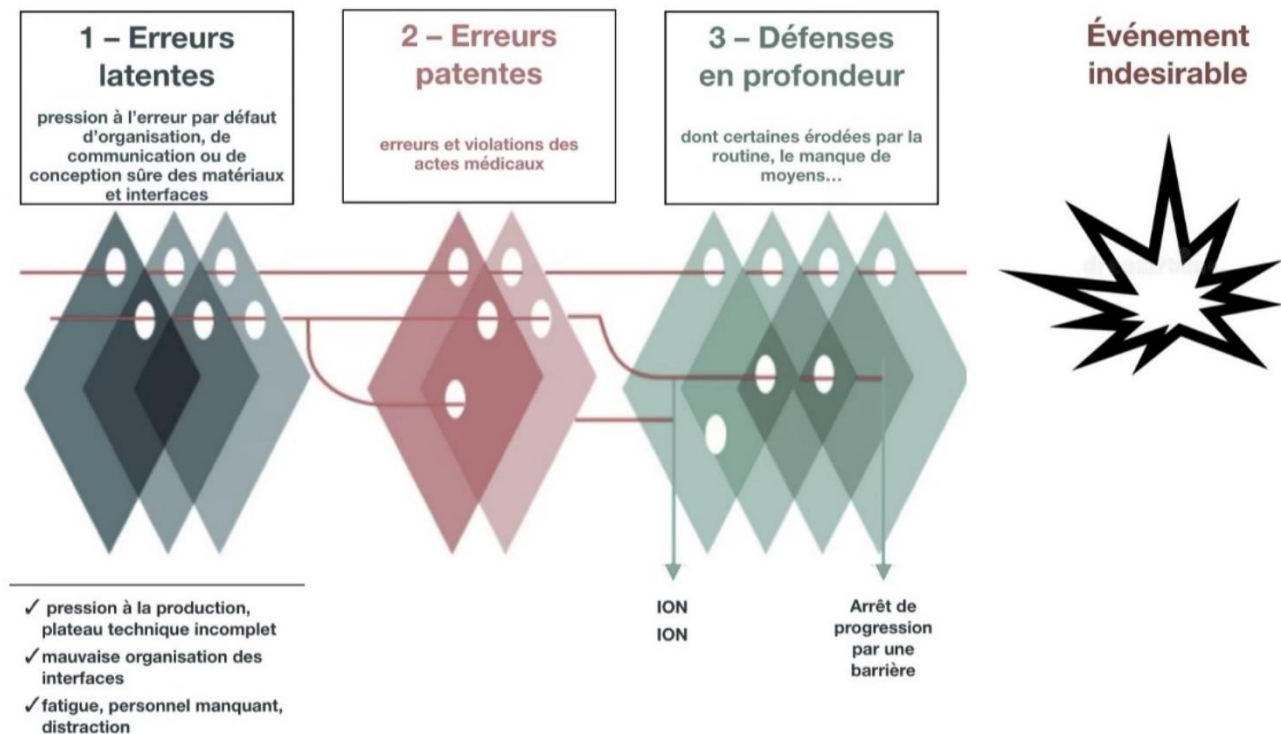 1 – Erreurs
latentes
pression à l'erreur par défaut
d'organisation, de
communication ou de
conception sûre des matériaux
et interfaces
2 – Erreurs
patentes
erreurs et violations des
actes médicaux
3 – Défenses
en profondeur
dont certaines érodées par la
routine, le manque de
moyens…
Événement
indesirable
✓ pression à la production,
plateau technique incomplet
✓ mauvaise organisation des
interfaces
✓ fatigue, personnel manquant,
distraction
ION
ION
Arrêt de
progression
par une
barrière